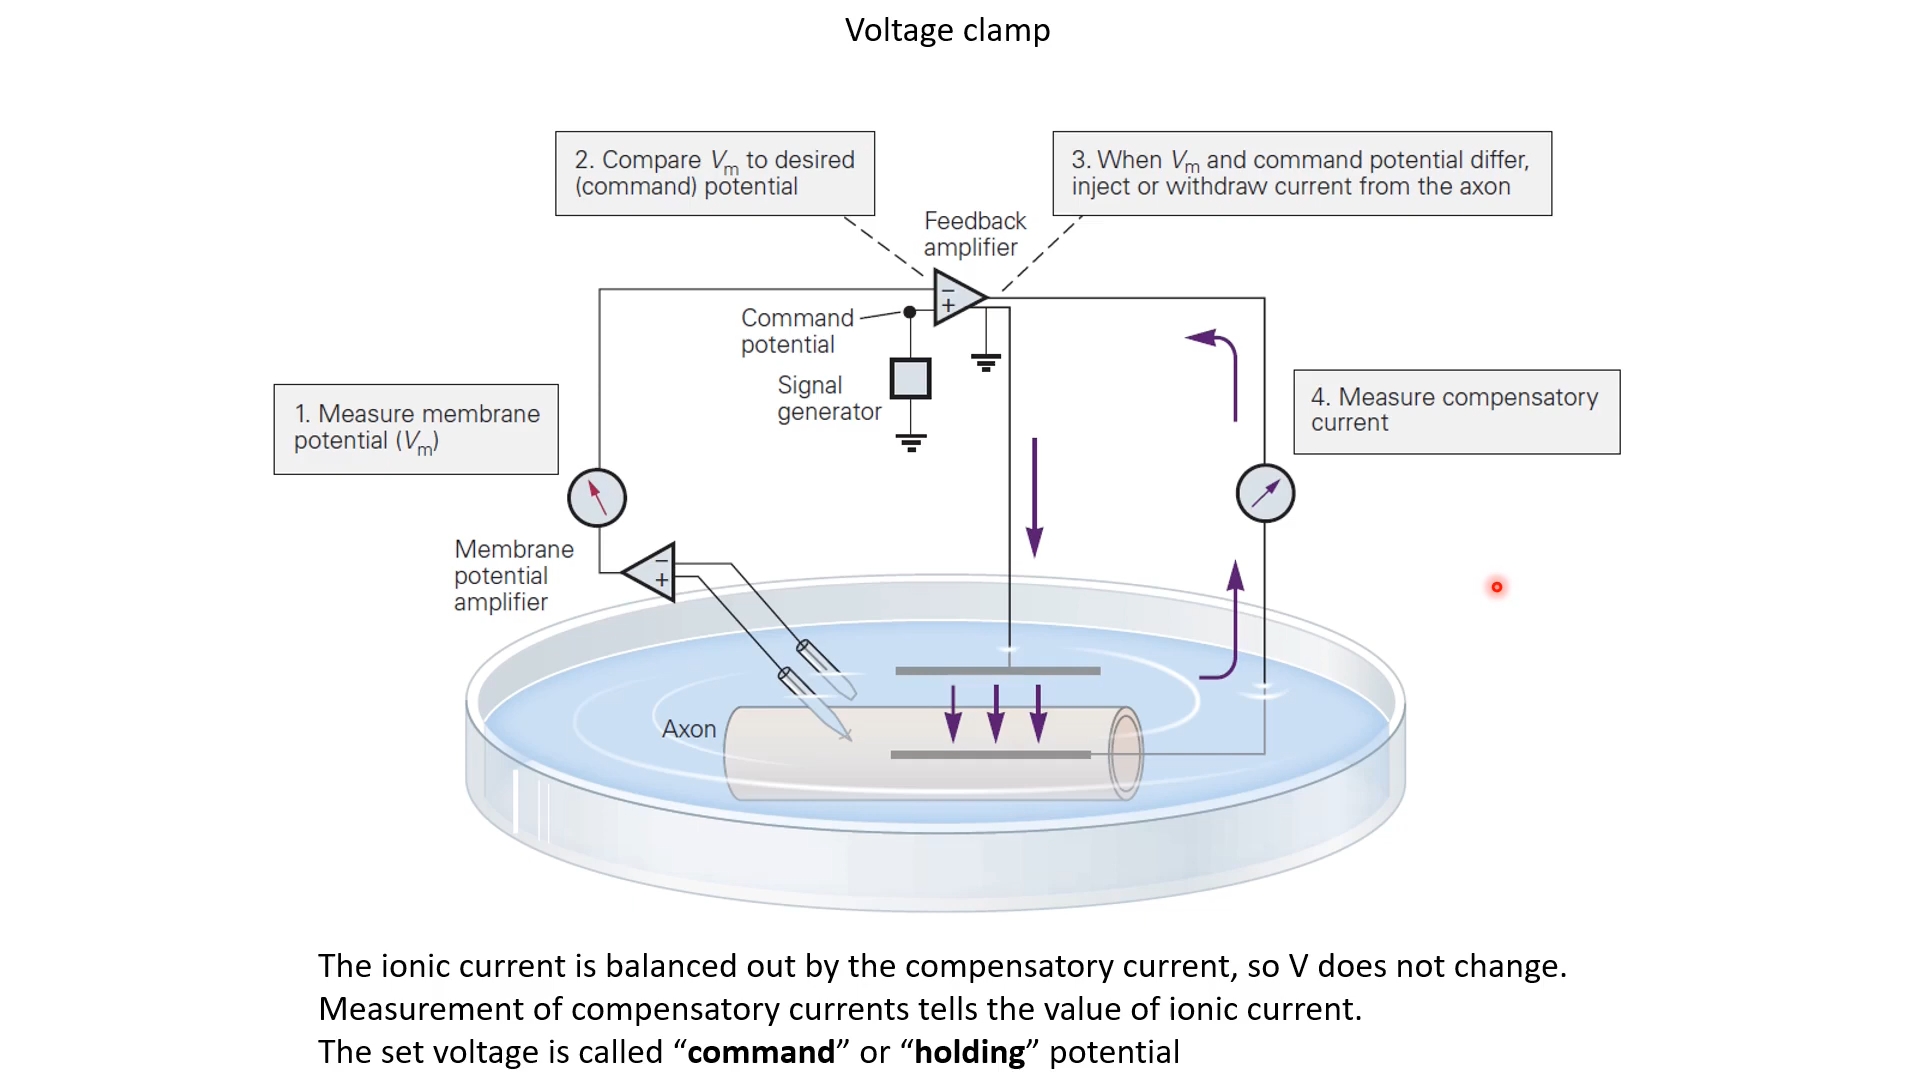 Voltage clamp
2. Compare Vm to desired
(command) potential
3. When Vm and command potential differ,
inject or withdraw current from the axon
Feedback
amplifier
−
+
Command
potential
Signal
generator
1. Measure membrane
potential (Vm)
4. Measure compensatory
current
Membrane
potential
amplifier
−
+
Axon
The ionic current is balanced out by the compensatory current, so V does not change.
Measurement of compensatory currents tells the value of ionic current.
The set voltage is called “command” or “holding” potential